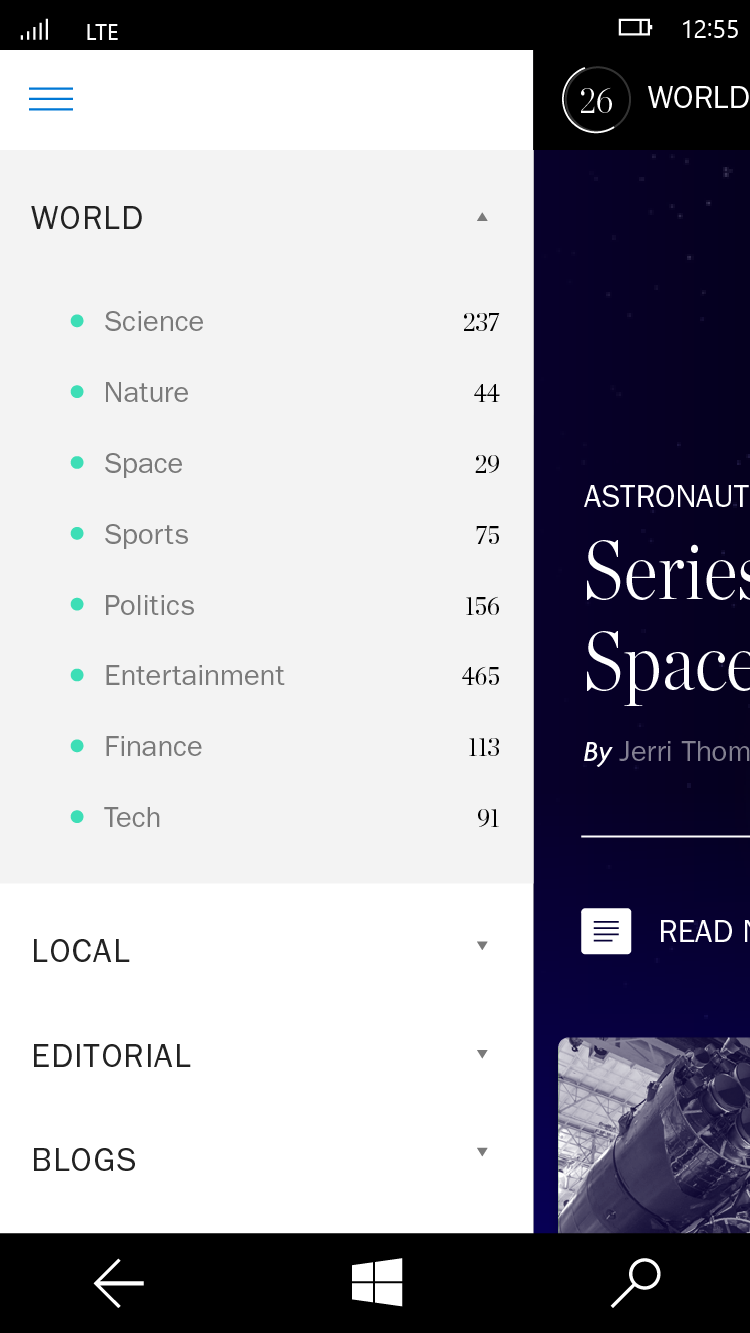 LTE 12:55
26 WORLD
WORLD
Science 237
Nature 44
Space 29
Sports 75
Politics 156
Entertainment 465
Finance 113
Tech 91
LOCAL
EDITORIAL
BLOGS
ASTRONAUT
Series
Space
By Jerri Thom
READ N